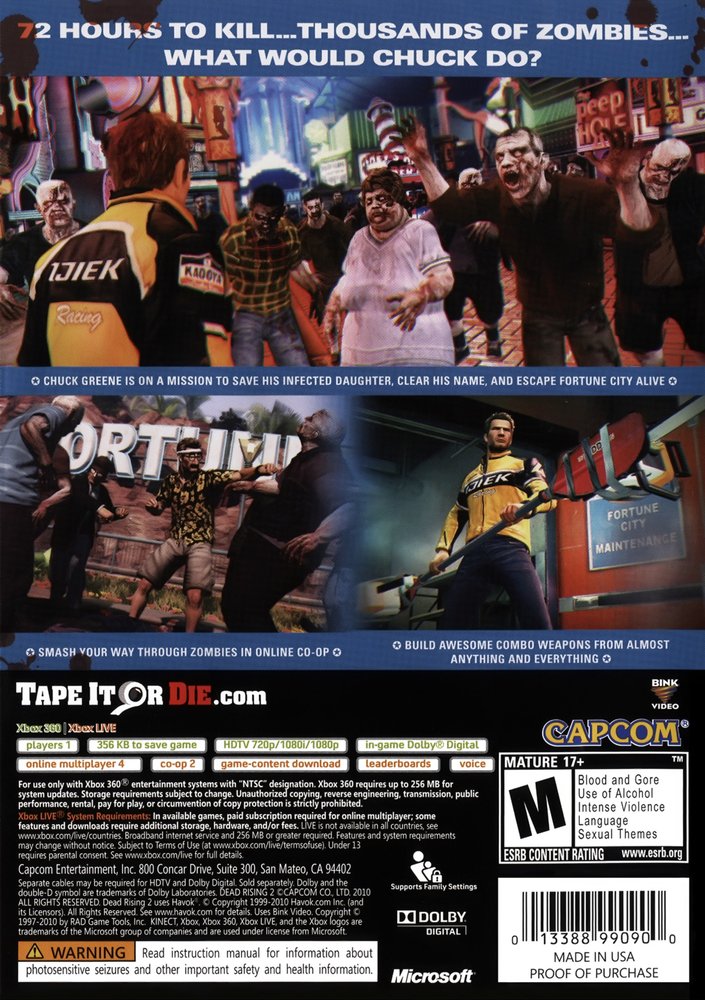 72 HOURS TO KILL...THOUSANDS OF ZOMBIES...
WHAT WOULD CHUCK DO?
Peep
HOLE
IJIEK
KAOOYA
Racing
✪ CHUCK GREENE IS ON A MISSION TO SAVE HIS INFECTED DAUGHTER, CLEAR HIS NAME, AND ESCAPE FORTUNE CITY ALIVE ✪
ORTUN
IJIEK
FORTUNE
CITY
MAINTENANCE
✪ SMASH YOUR WAY THROUGH ZOMBIES IN ONLINE CO-OP ✪
✪ BUILD AWESOME COMBO WEAPONS FROM ALMOST
ANYTHING AND EVERYTHING ✪
TAPE IT OR DIE.com
BINK
VIDEO
Xbox 360 | Xbox LIVE
CAPCOM®
players 1
356 KB to save game
HDTV 720p/1080i/1080p
in-game Dolby® Digital
online multiplayer 4
co-op 2
game-content download
leaderboards
voice
For use only with Xbox 360® entertainment systems with "NTSC" designation. Xbox 360 requires up to 256 MB for
system updates. Storage requirements subject to change. Unauthorized copying, reverse engineering, transmission, public
performance, rental, pay for play, or circumvention of copy protection is strictly prohibited.
Xbox LIVE® System Requirements: In available games, paid subscription required for online multiplayer; some
features and downloads require additional storage, hardware, and/or fees. LIVE is not available in all countries, see
www.xbox.com/live/countries. Broadband internet service and 256 MB or greater required. Features and system requirements
may change without notice. Subject to Terms of Use (at www.xbox.com/live/termsofuse). Under 13
requires parental consent. See www.xbox.com/live for full details.
Capcom Entertainment, Inc. 800 Concar Drive, Suite 300, San Mateo, CA 94402
Separate cables may be required for HDTV and Dolby Digital. Sold separately. Dolby and the
double-D symbol are trademarks of Dolby Laboratories. DEAD RISING 2 ©CAPCOM CO., LTD. 2010
ALL RIGHTS RESERVED. Dead Rising 2 uses Havok®. © Copyright 1999-2010 Havok.com Inc. (and
its Licensors). All Rights Reserved. See www.havok.com for details. Uses Bink Video. Copyright ©
1997-2010 by RAD Game Tools, Inc. KINECT, Xbox, Xbox 360, Xbox LIVE, and the Xbox logos are
trademarks of the Microsoft group of companies and are used under license from Microsoft.
⚠ WARNING
Read instruction manual for information about
photosensitive seizures and other important safety and health information.
Supports Family Settings
DOLBY
DIGITAL
Microsoft®
MATURE 17+
TM
M
Blood and Gore
Use of Alcohol
Intense Violence
Language
Sexual Themes
ESRB CONTENT RATING www.esrb.org
0 13388 99090 0
MADE IN USA
PROOF OF PURCHASE